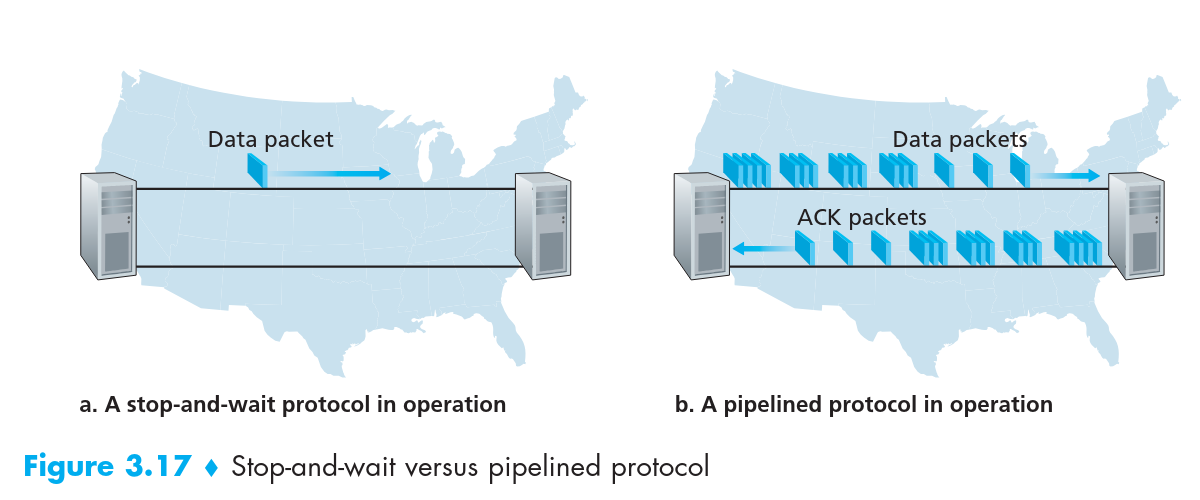 Data packet
Data packets
ACK packets
a. A stop-and-wait protocol in operation
b. A pipelined protocol in operation
Figure 3.17 ♦ Stop-and-wait versus pipelined protocol